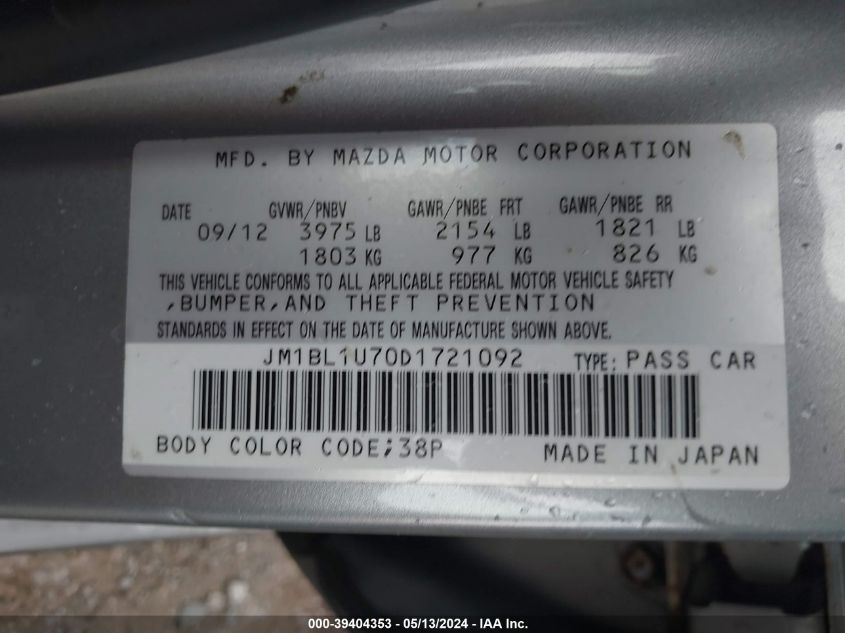 MFD. BY MAZDA MOTOR CORPORATION
DATE GVWR/PNBV GAWR/PNBE FRT GAWR/PNBE RR
09/12 3975 LB 2154 LB 1821 LB
1803 KG 977 KG 826 KG
THIS VEHICLE CONFORMS TO ALL APPLICABLE FEDERAL MOTOR VEHICLE SAFETY
,BUMPER,AND THEFT PREVENTION
STANDARDS IN EFFECT ON THE DATE OF MANUFACTURE SHOWN ABOVE.
JM1BL1U70D1721092 TYPE: PASS CAR
BODY COLOR CODE;38P MADE IN JAPAN
000-39404353 - 05/13/2024 - IAA Inc.